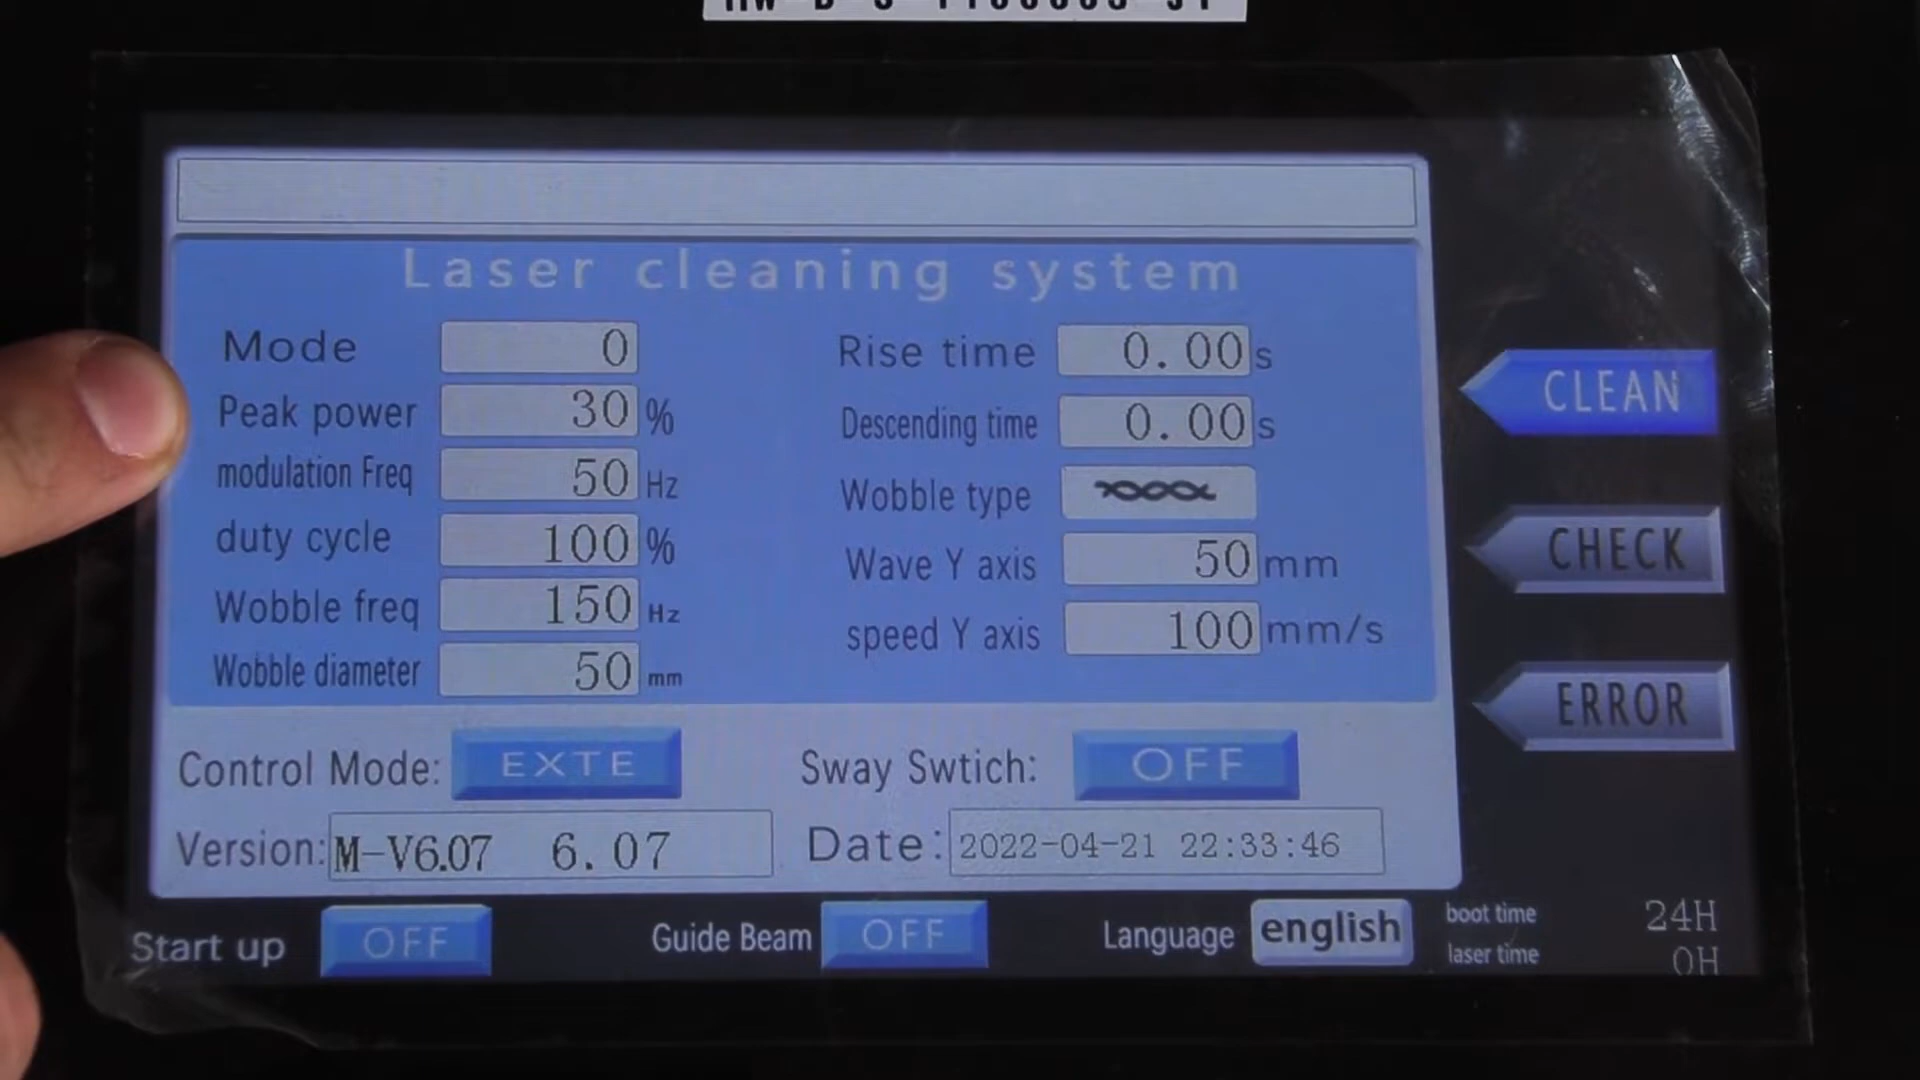 Laser cleaning system
Mode 0
Peak power 30 %
modulation Freq 50 Hz
duty cycle 100 %
Wobble freq 150 Hz
Wobble diameter 50 mm
Rise time 0.00 s
Descending time 0.00 s
Wobble type
Wave Y axis 50 mm
speed Y axis 100 mm/s
CLEAN
CHECK
ERROR
Control Mode: EXTE
Sway Swtich: OFF
Version: M-V6.07 6.07
Date: 2022-04-21 22:33:46
Start up OFF
Guide Beam OFF
Language english
boot time 24H
laser time 0H